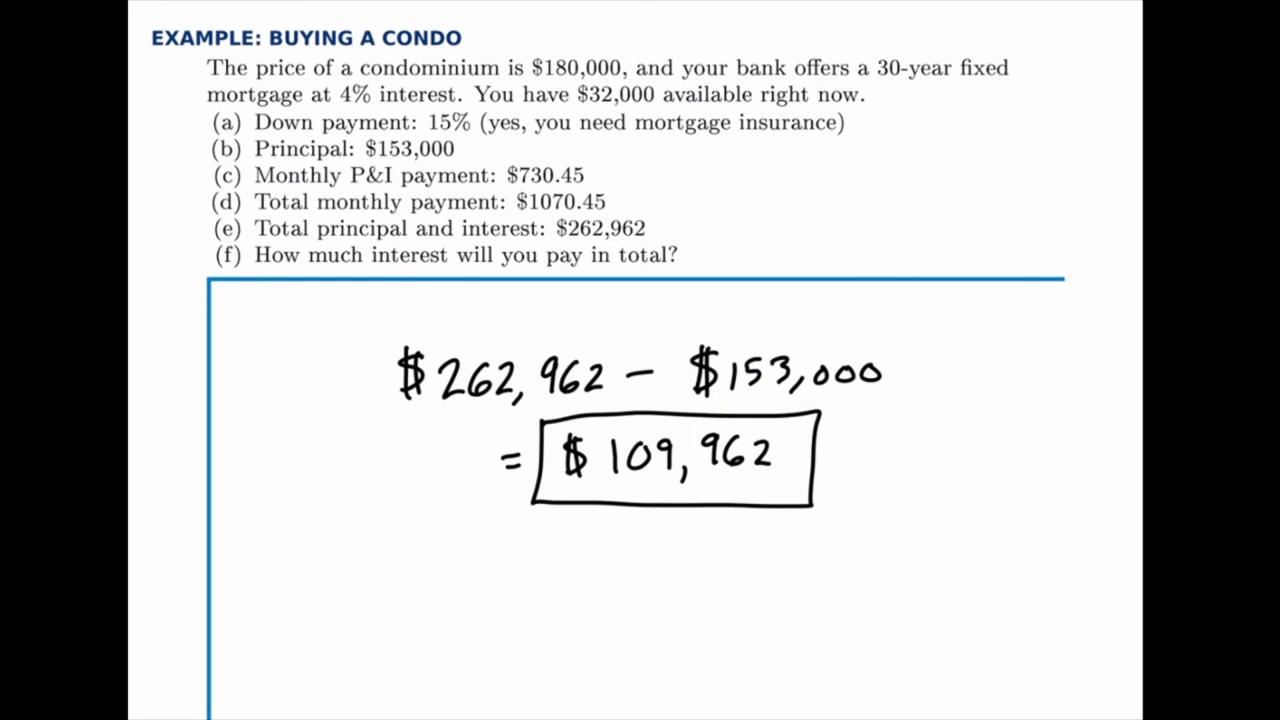 EXAMPLE: BUYING A CONDO
The price of a condominium is $180,000, and your bank offers a 30-year fixed
mortgage at 4% interest. You have $32,000 available right now.
(a) Down payment: 15% (yes, you need mortgage insurance)
(b) Principal: $153,000
(c) Monthly P&I payment: $730.45
(d) Total monthly payment: $1070.45
(e) Total principal and interest: $262,962
(f) How much interest will you pay in total?
$262,962 - $153,000
= $109,962